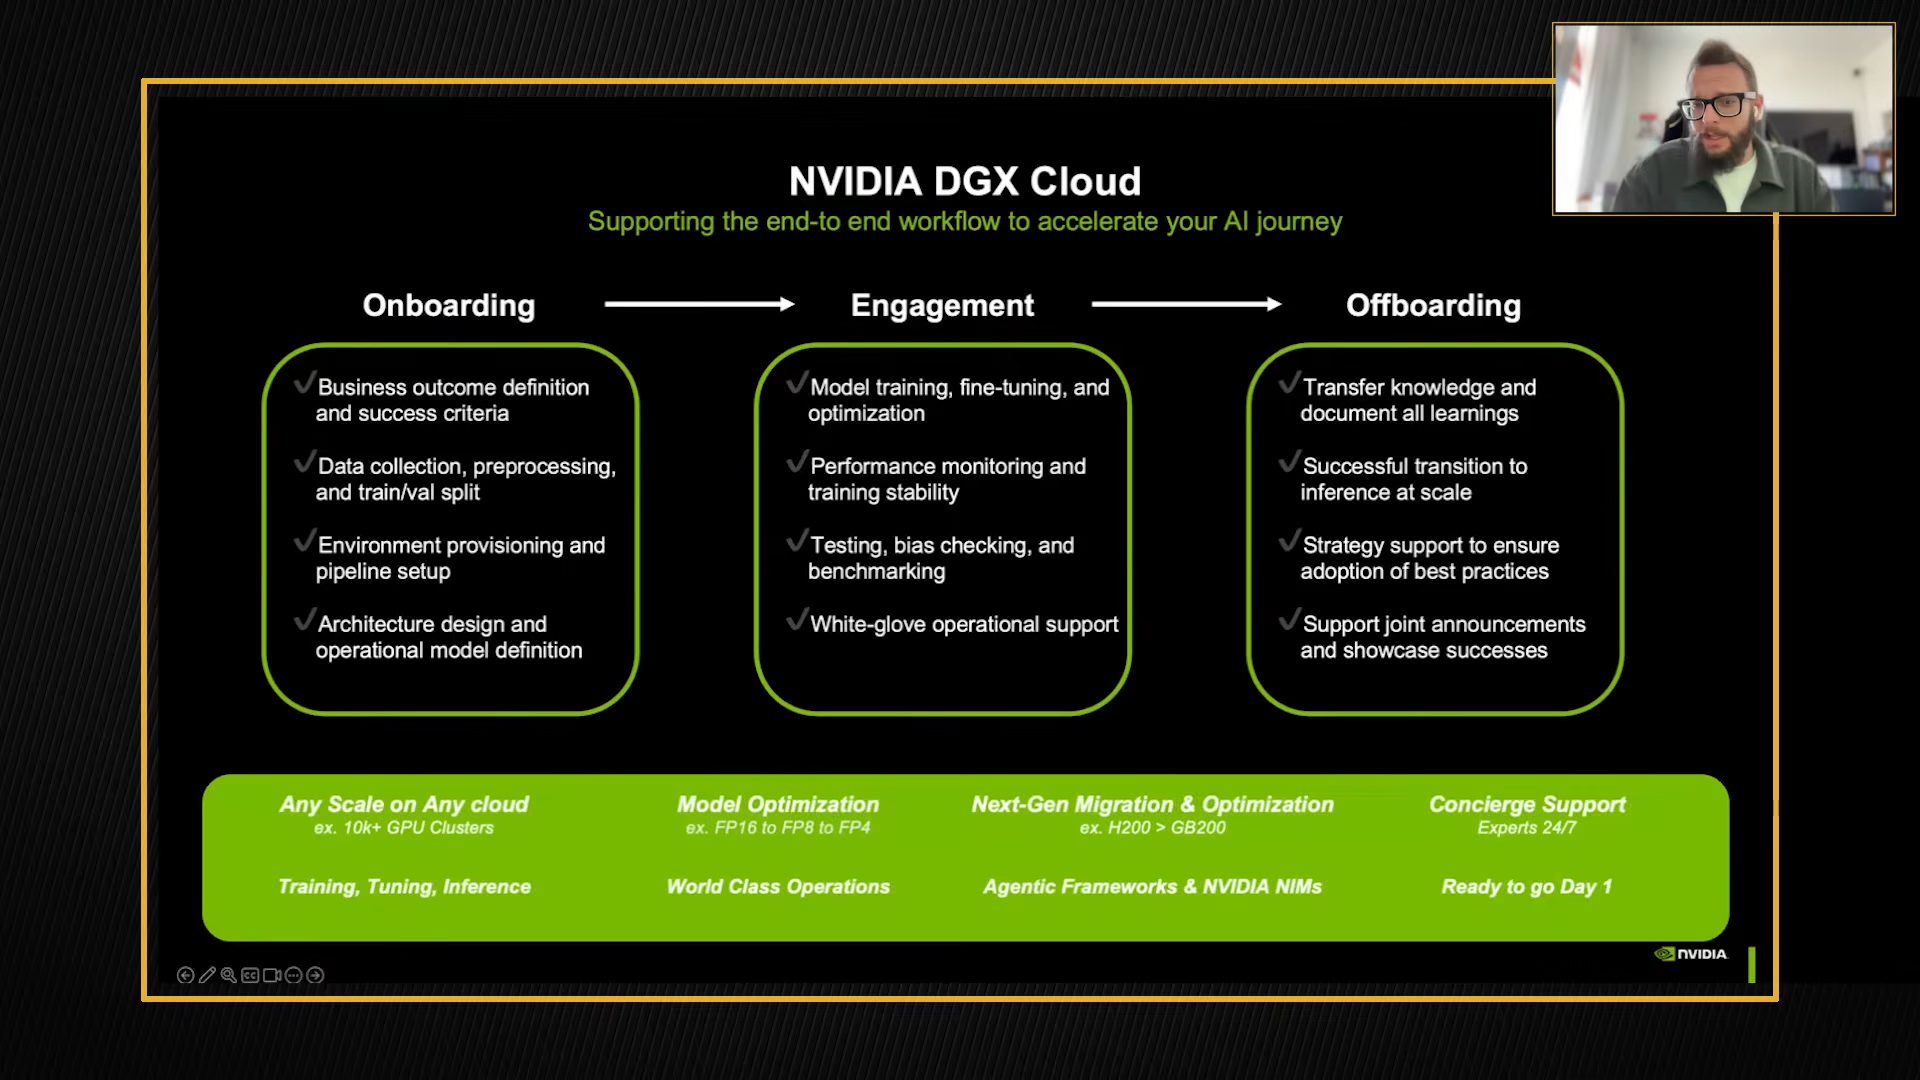 NVIDIA DGX Cloud
Supporting the end-to end workflow to accelerate your AI journey
Onboarding
Business outcome definition
and success criteria
Data collection, preprocessing,
and train/val split
Environment provisioning and
pipeline setup
Architecture design and
operational model definition
Engagement
Model training, fine-tuning, and
optimization
Performance monitoring and
training stability
Testing, bias checking, and
benchmarking
White-glove operational support
Offboarding
Transfer knowledge and
document all learnings
Successful transition to
inference at scale
Strategy support to ensure
adoption of best practices
Support joint announcements
and showcase successes
Any Scale on Any cloud
ex. 10k+ GPU Clusters
Model Optimization
ex. FP16 to FP8 to FP4
Next-Gen Migration & Optimization
ex. H200 > GB200
Concierge Support
Experts 24/7
Training, Tuning, Inference
World Class Operations
Agentic Frameworks & NVIDIA NIMs
Ready to go Day 1
NVIDIA
CC